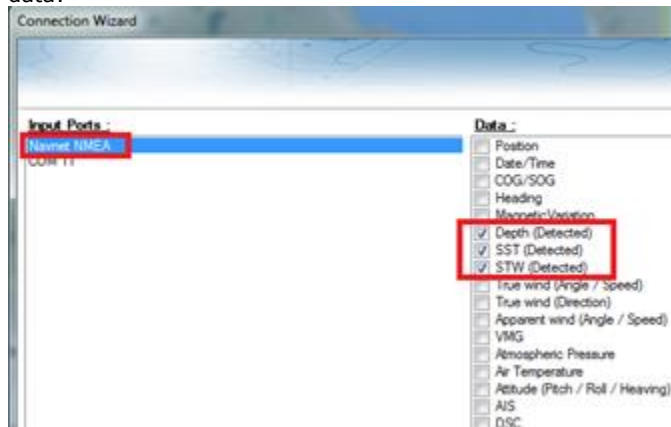 data?
Connection Wizard
Input Ports :
Navnet NMEA
COM 11
Data :
Position
Date/Time
COG/SOG
Heading
Magnetic Variation
Depth (Detected)
SST (Detected)
STW (Detected)
True wind (Angle / Speed)
True wind (Direction)
Apparent wind (Angle / Speed)
VMG
Atmospheric Pressure
Air Temperature
Attitude (Pitch / Roll / Heaving)
AIS
DSC